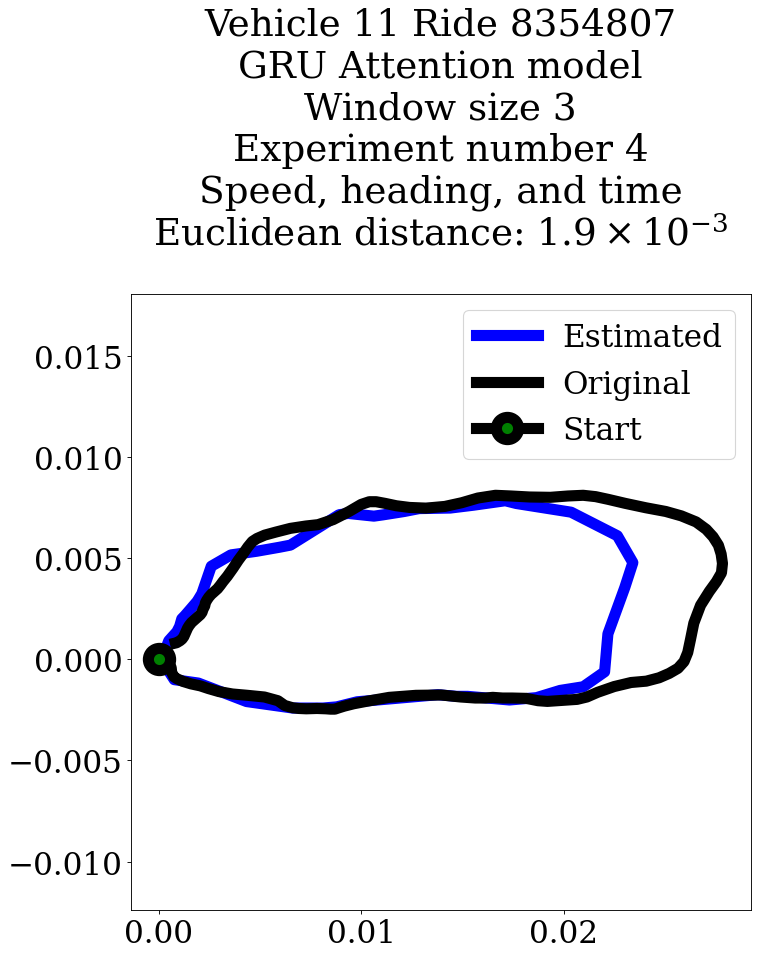 Vehicle 11 Ride 8354807
GRU Attention model
Window size 3
Experiment number 4
Speed, heading, and time
Euclidean distance: 1.9 × 10⁻³
Estimated
Original
Start
0.015
0.010
0.005
0.000
−0.005
−0.010
0.00 0.01 0.02